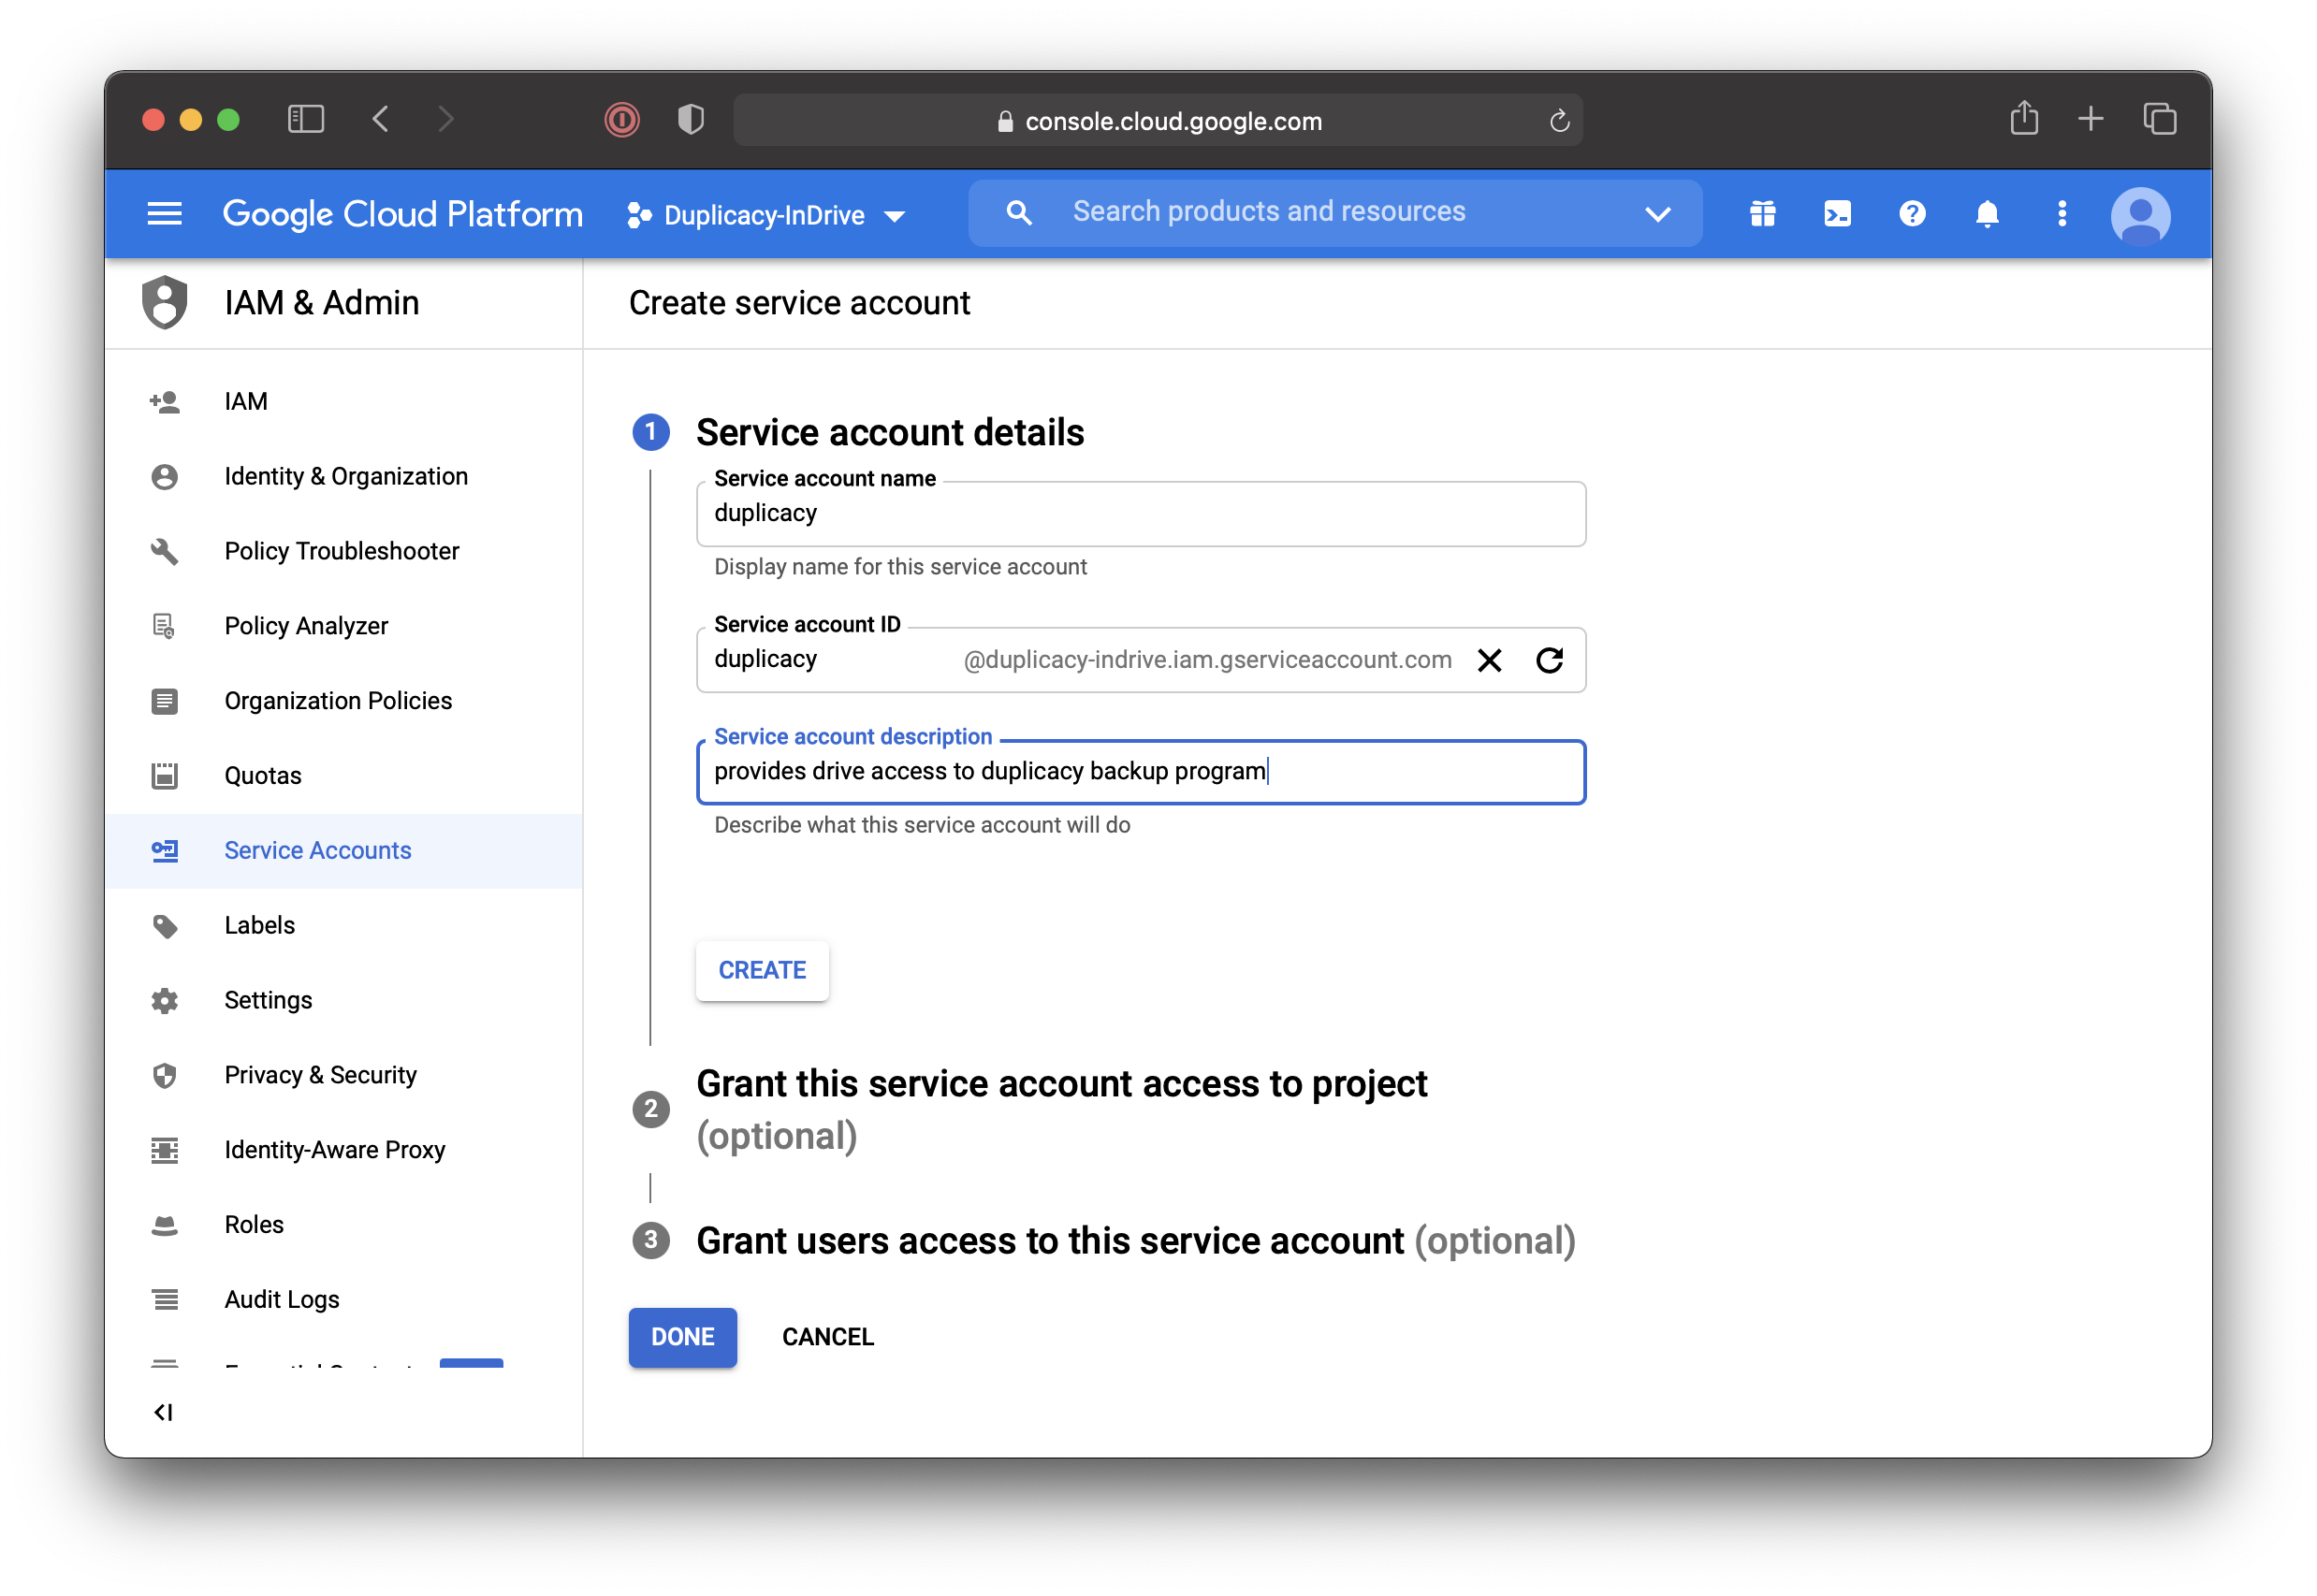 console.cloud.google.com
Google Cloud Platform
Duplicacy-InDrive
Search products and resources
IAM & Admin
Create service account
IAM
Identity & Organization
Policy Troubleshooter
Policy Analyzer
Organization Policies
Quotas
Service Accounts
Labels
Settings
Privacy & Security
Identity-Aware Proxy
Roles
Audit Logs
1 Service account details
Service account name
duplicacy
Display name for this service account
Service account ID
duplicacy @duplicacy-indrive.iam.gserviceaccount.com
Service account description
provides drive access to duplicacy backup program
Describe what this service account will do
CREATE
2 Grant this service account access to project
(optional)
3 Grant users access to this service account (optional)
DONE CANCEL